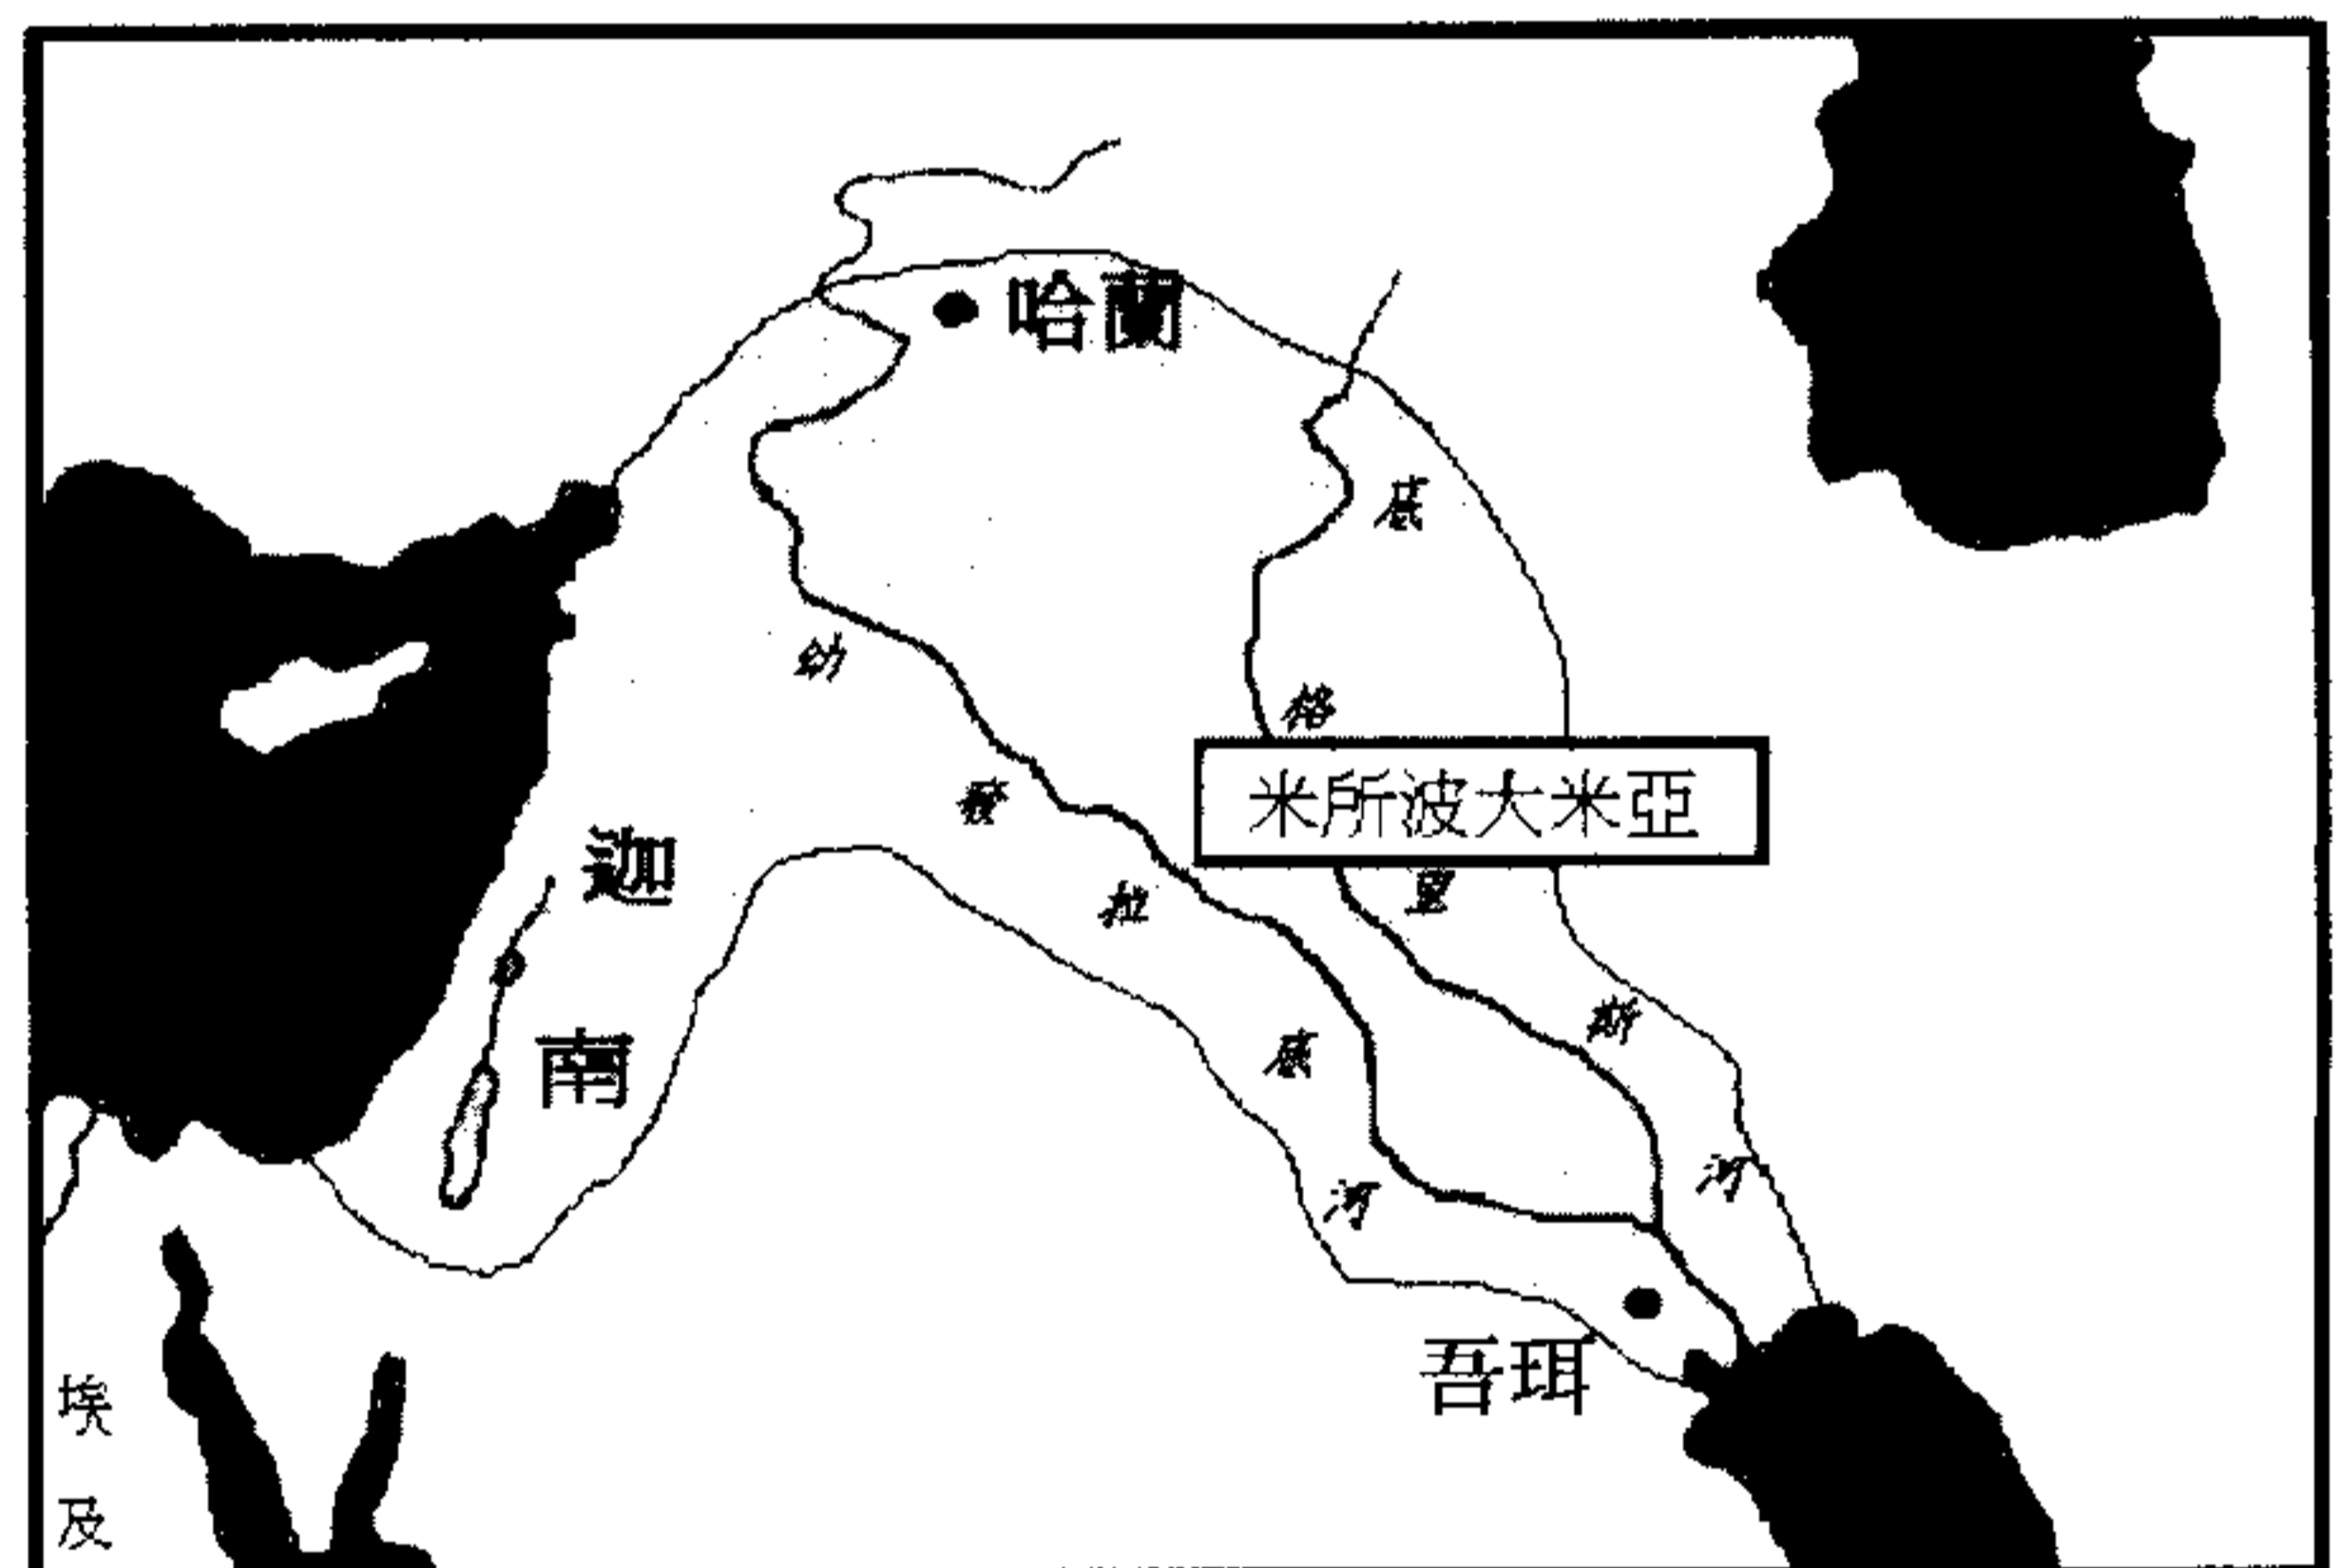 哈蘭
底格里斯河
幼發拉底河
米所波大米亞
迦南
吾珥
埃及